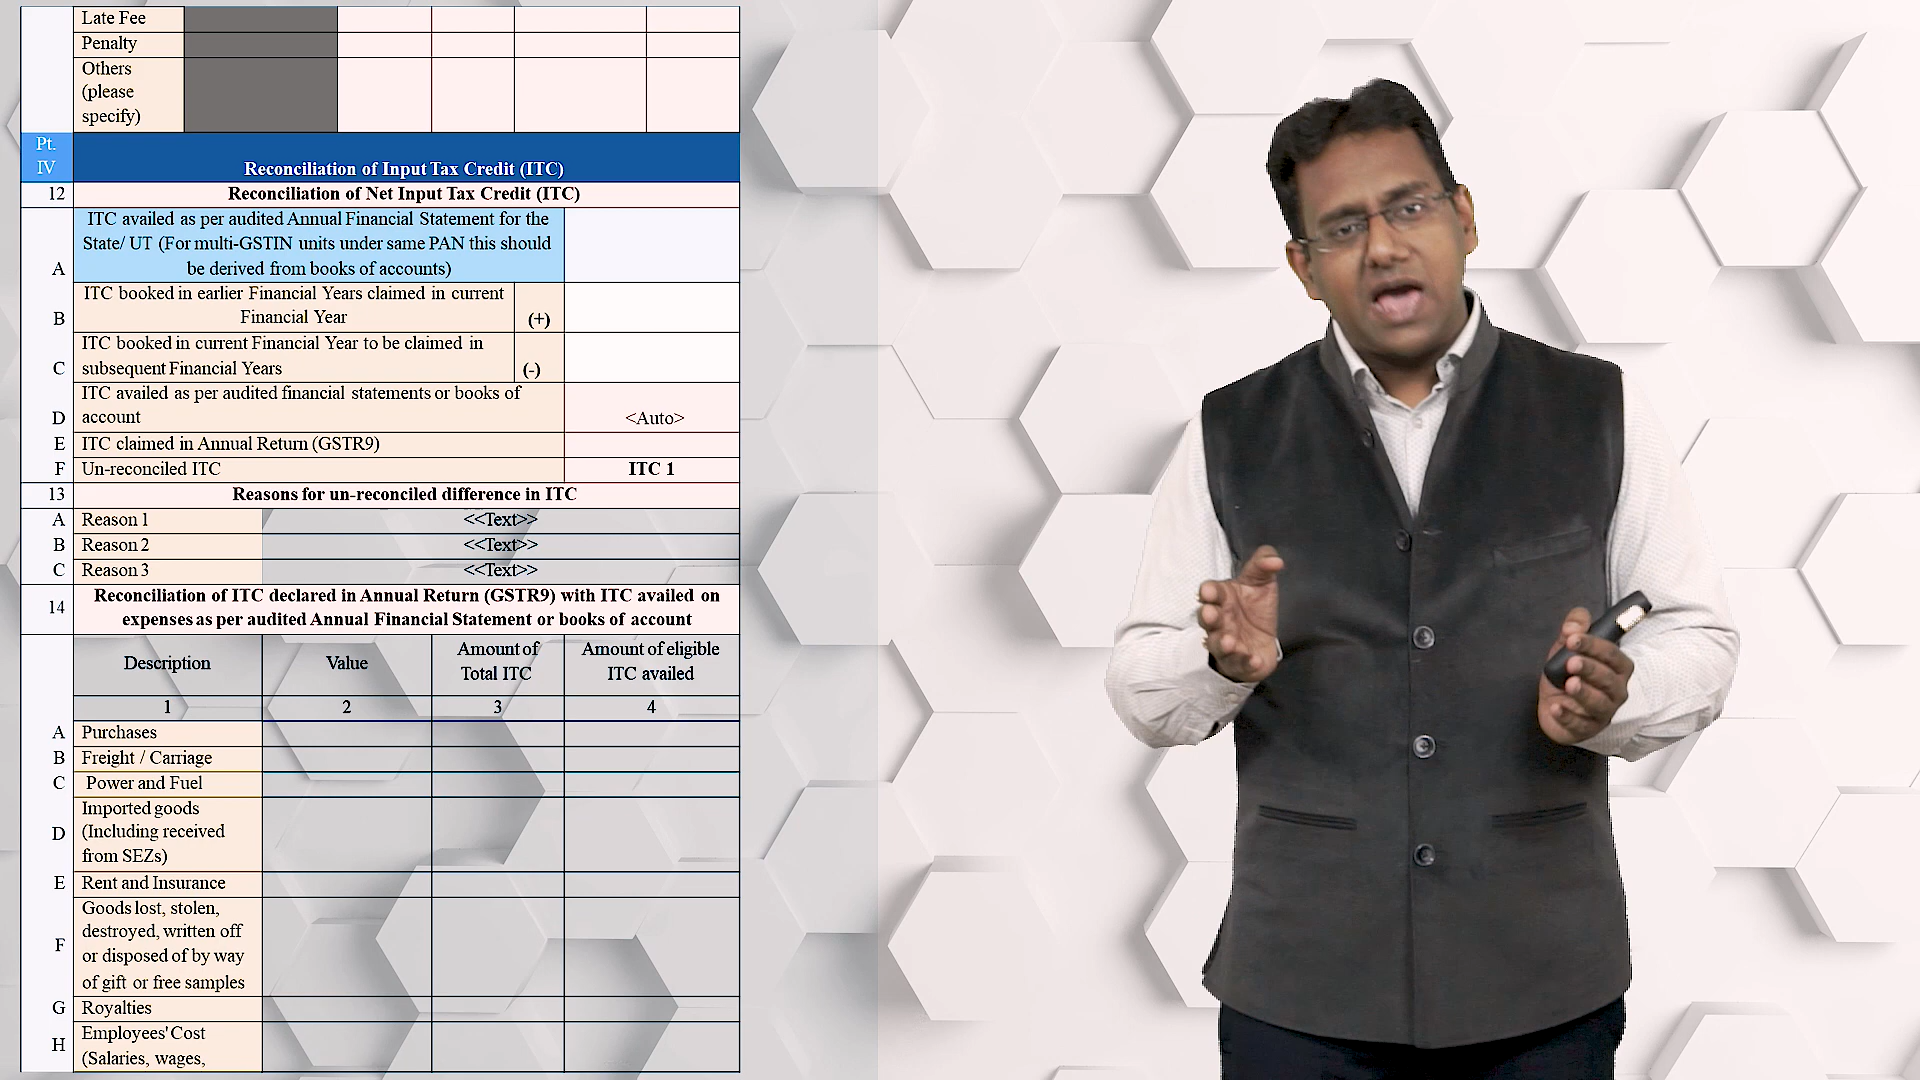 Late Fee
Penalty
Others
(please
specify)
Pt.
IV
Reconciliation of Input Tax Credit (ITC)
12
Reconciliation of Net Input Tax Credit (ITC)
A
ITC availed as per audited Annual Financial Statement for the
State/ UT (For multi-GSTIN units under same PAN this should
be derived from books of accounts)
B
ITC booked in earlier Financial Years claimed in current
Financial Year
(+)
C
ITC booked in current Financial Year to be claimed in
subsequent Financial Years
(-)
D
ITC availed as per audited financial statements or books of
account
<Auto>
E
ITC claimed in Annual Return (GSTR9)
F
Un-reconciled ITC
ITC 1
13
Reasons for un-reconciled difference in ITC
A
Reason 1
<<Text>>
B
Reason 2
<<Text>>
C
Reason 3
<<Text>>
14
Reconciliation of ITC declared in Annual Return (GSTR9) with ITC availed on
expenses as per audited Annual Financial Statement or books of account
Description
Value
Amount of
Total ITC
Amount of eligible
ITC availed
1
2
3
4
A
Purchases
B
Freight / Carriage
C
Power and Fuel
D
Imported goods
(Including received
from SEZs)
E
Rent and Insurance
F
Goods lost, stolen,
destroyed, written off
or disposed of by way
of gift or free samples
G
Royalties
H
Employees' Cost
(Salaries, wages,